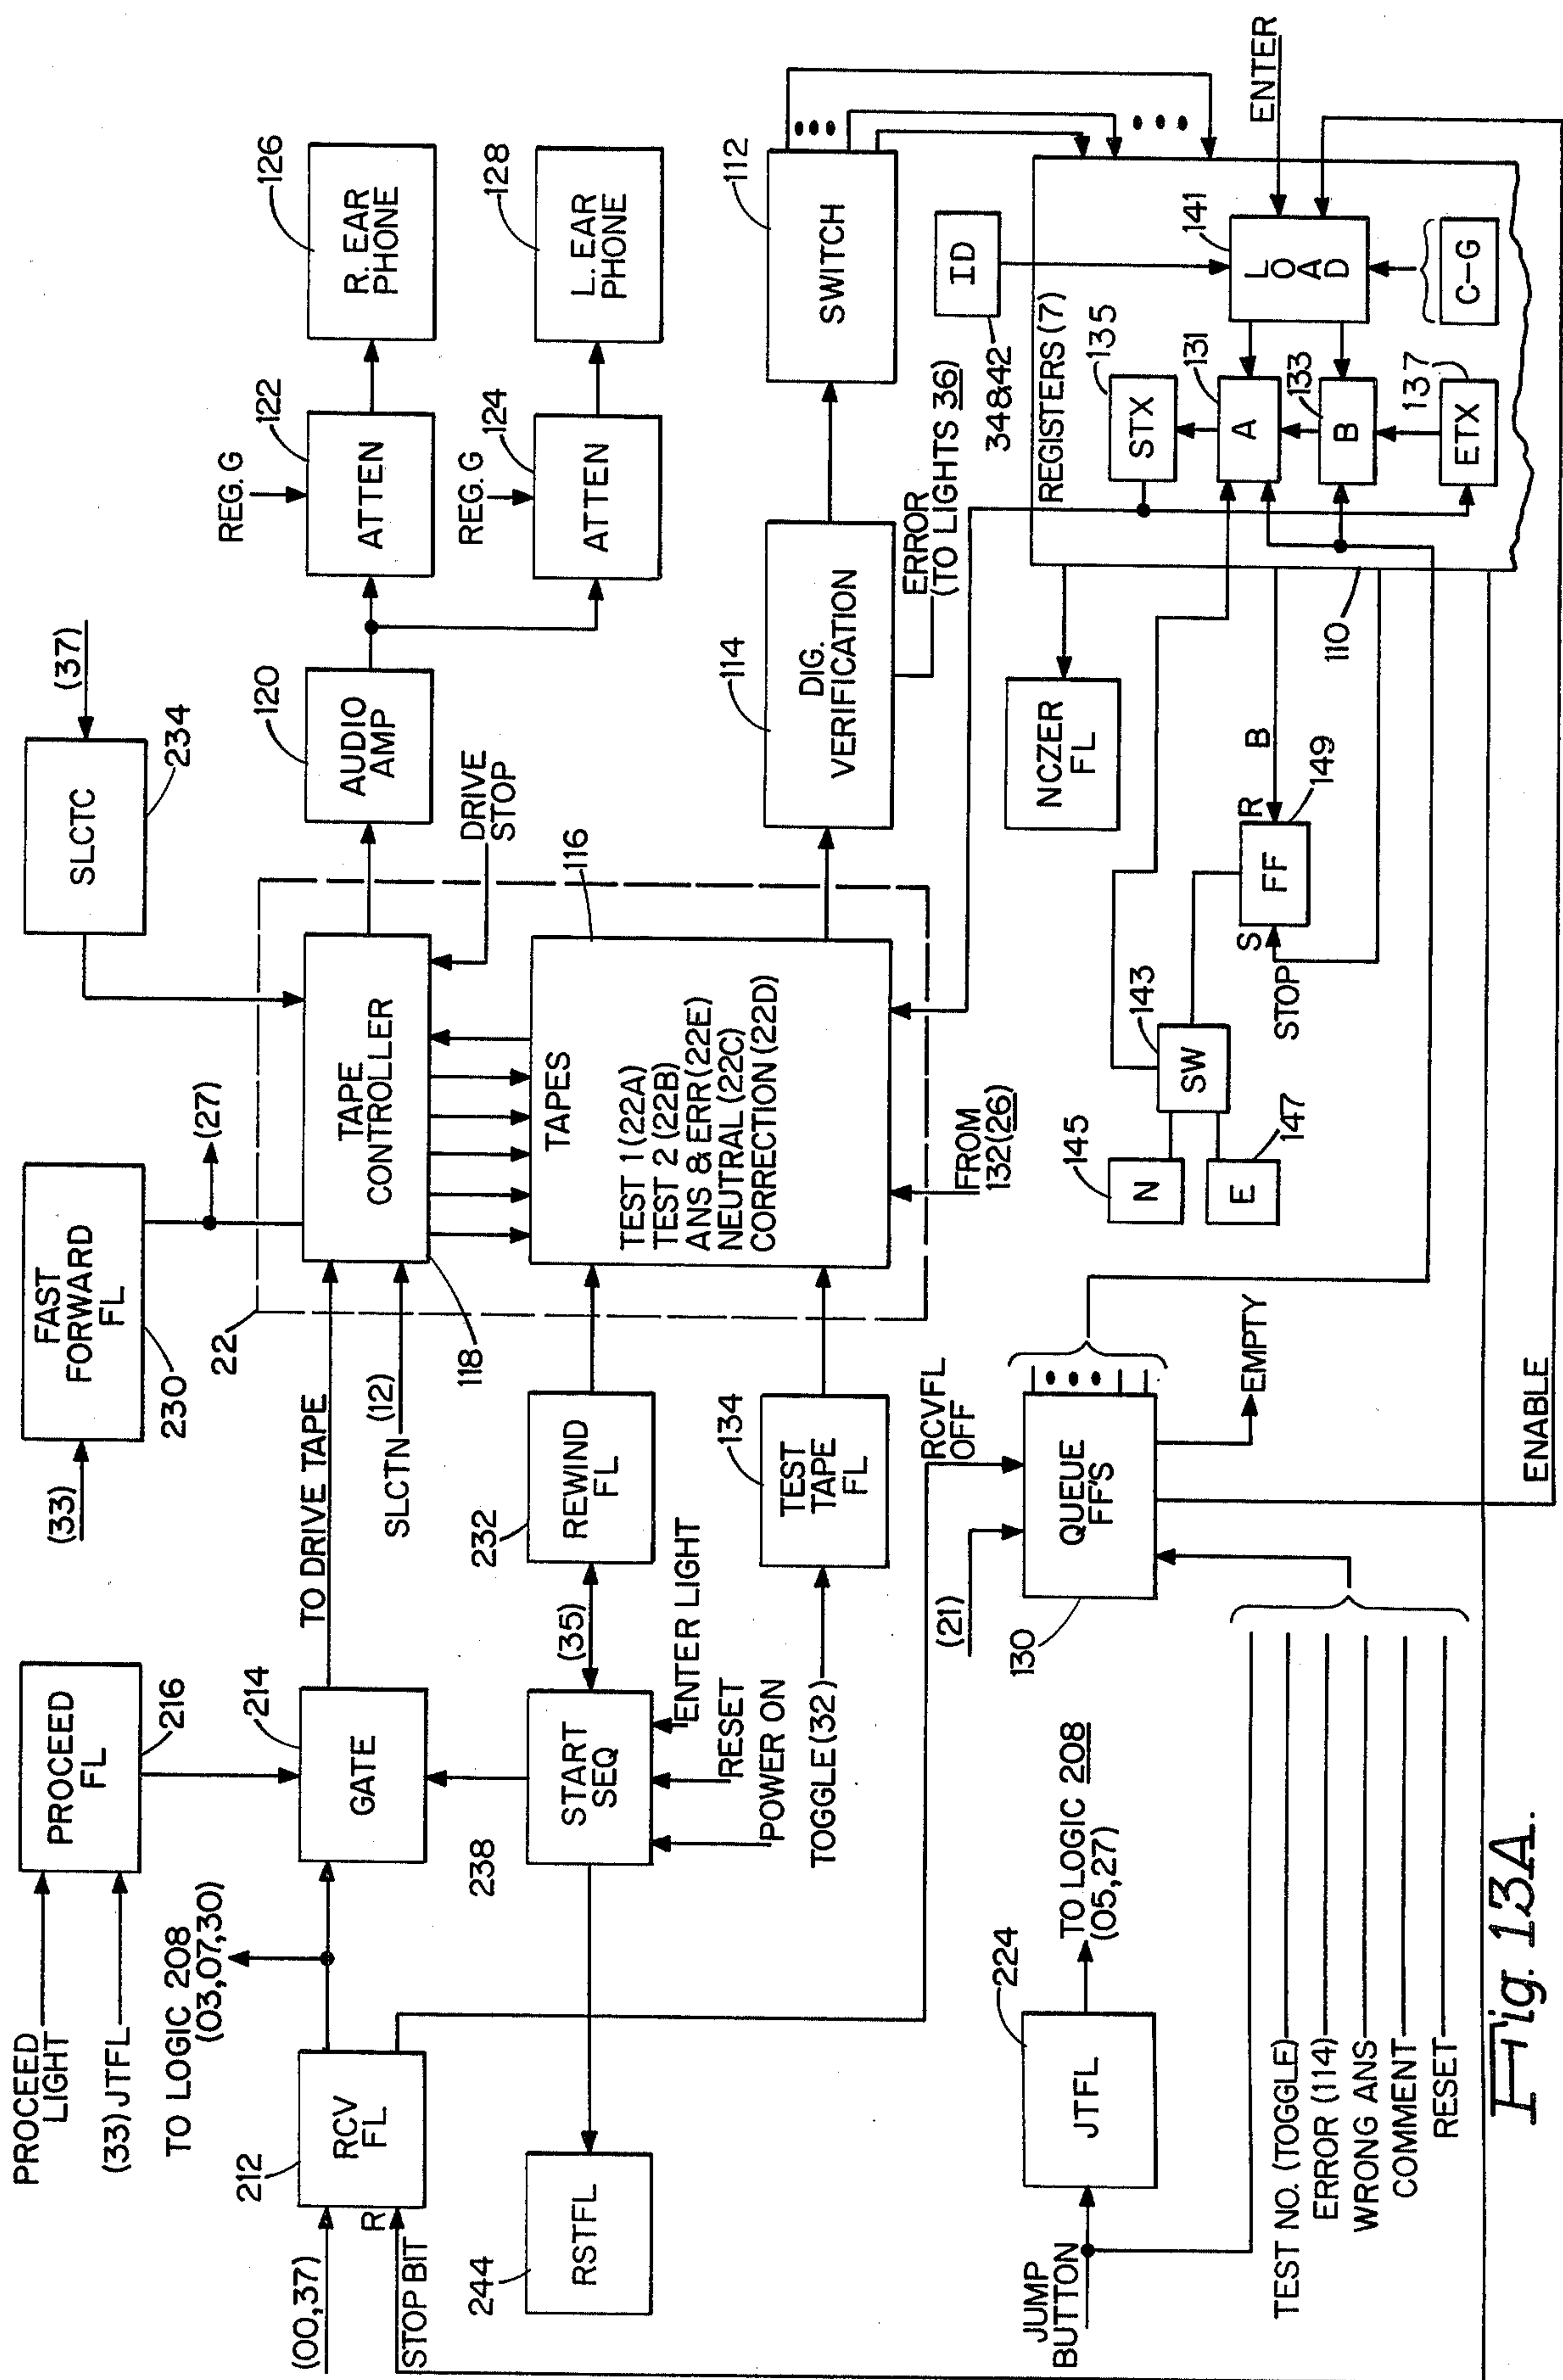 PROCEED
LIGHT
(33) JTFL
PROCEED
FL
216
(33)
FAST
FORWARD
FL
230
(27)
SLCTC
234
(37)
TO LOGIC 208
(03,07,30)
(00,37)
R
STOP BIT
212
RCV
FL
214
GATE
TO DRIVE TAPE
SLCTN (12)
22
118
TAPE
CONTROLLER
DRIVE
STOP
120
AUDIO
AMP
REG. G
122
ATTEN
126
R. EAR
PHONE
REG. G
124
ATTEN
128
L. EAR
PHONE
244
RSTFL
238
START
SEQ
ENTER LIGHT
RESET
POWER ON
(35)
232
REWIND
FL
116
TAPES
TEST 1 (22A)
TEST 2 (22B)
ANS & ERR (22E)
NEUTRAL (22C)
CORRECTION (22D)
TOGGLE (32)
134
TEST
TAPE
FL
FROM
132(26)
114
DIG.
VERIFICATION
ERROR
(TO LIGHTS 36)
112
SWITCH
ID
348&42
JUMP
BUTTON
224
JTFL
TO LOGIC 208
(05,27)
TEST NO. (TOGGLE)
ERROR (114)
WRONG ANS
COMMENT
RESET
(21)
130
RCVFL
OFF
QUEUE
FF'S
EMPTY
ENABLE
145
N
E
147
143
SW
NCZER
FL
S
STOP
FF
R
B
149
110
REGISTERS (7)
135
STX
131
A
133
B
137
ETX
141
LOAD
C-G
ENTER
Fig. 13A.